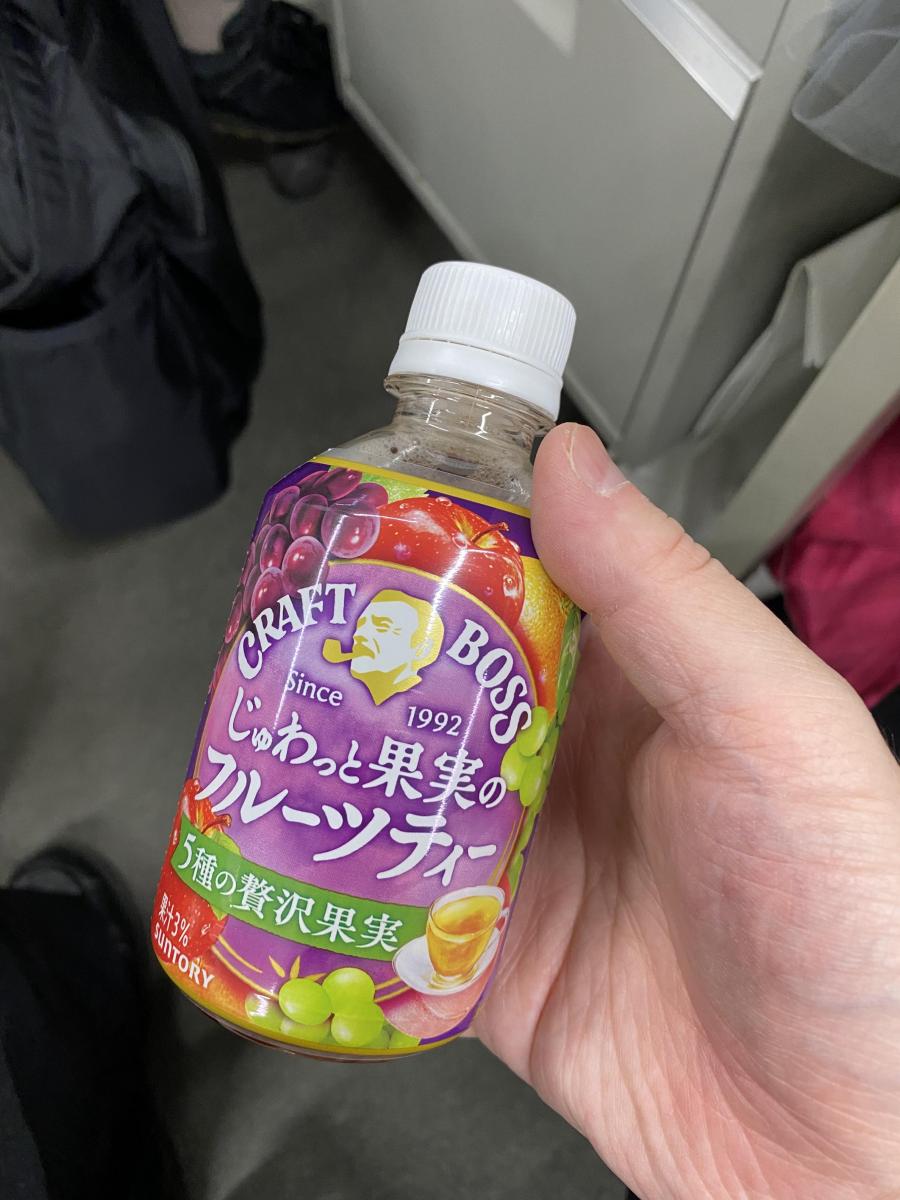 CRAFT BOSS
Since 1992
じゅわっと果実の
フルーツティー
5種の贅沢果実
果汁3%
SUNTORY